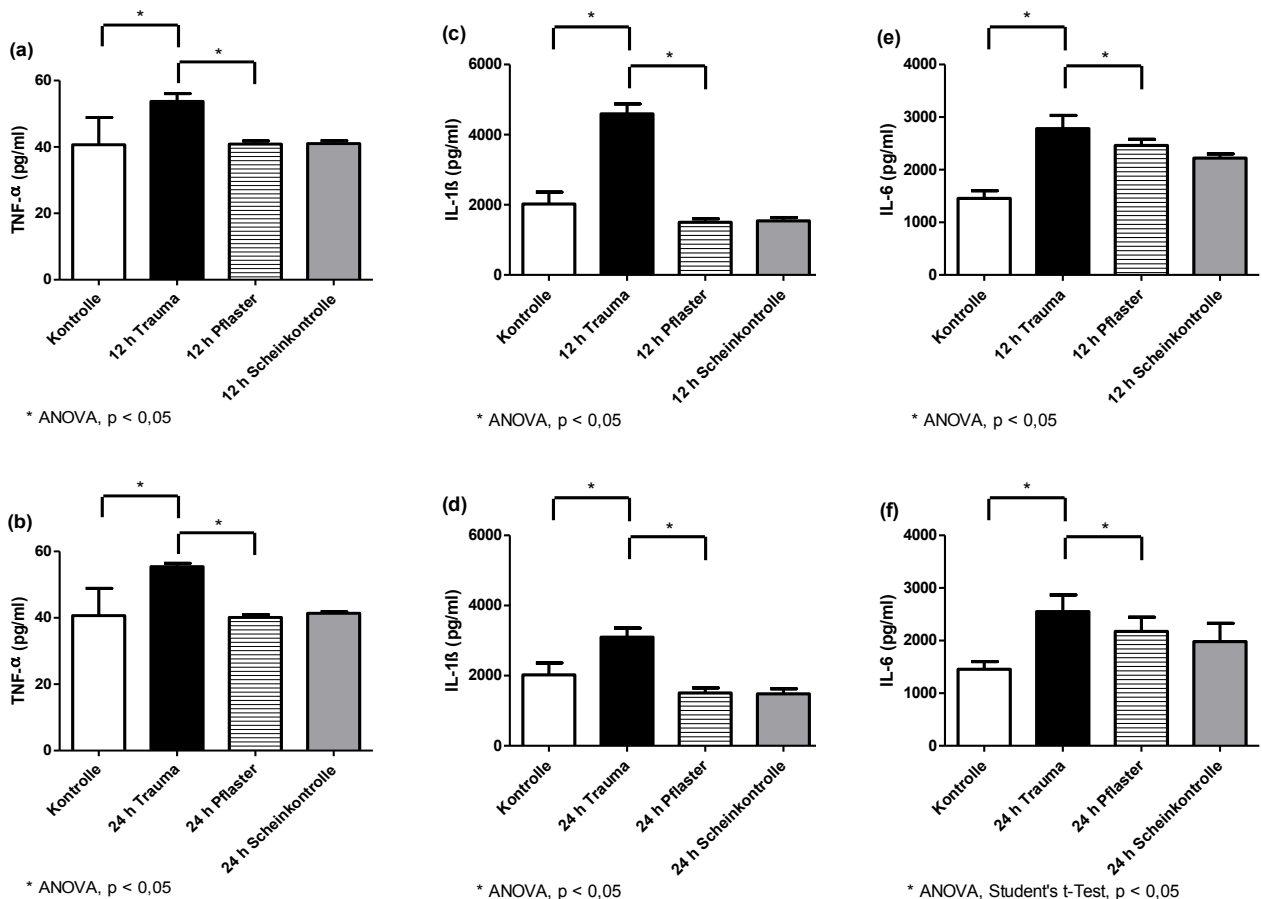 (a)
*
*
TNF-α (pg/ml)
60
40
20
0
Kontrolle
12 h Trauma
12 h Pflaster
12 h Scheinkontrolle
* ANOVA, p < 0,05
(c)
*
*
IL-1ß (pg/ml)
6000
4000
2000
0
Kontrolle
12 h Trauma
12 h Pflaster
12 h Scheinkontrolle
* ANOVA, p < 0,05
(e)
*
*
IL-6 (pg/ml)
4000
3000
2000
1000
0
Kontrolle
12 h Trauma
12 h Pflaster
12 h Scheinkontrolle
* ANOVA, p < 0,05
(b)
*
*
TNF-α (pg/ml)
60
40
20
0
Kontrolle
24 h Trauma
24 h Pflaster
24 h Scheinkontrolle
* ANOVA, p < 0,05
(d)
*
*
IL-1ß (pg/ml)
6000
4000
2000
0
Kontrolle
24 h Trauma
24 h Pflaster
24 h Scheinkontrolle
* ANOVA, p < 0,05
(f)
*
*
IL-6 (pg/ml)
4000
3000
2000
1000
0
Kontrolle
24 h Trauma
24 h Pflaster
24 h Scheinkontrolle
* ANOVA, Student's t-Test, p < 0,05